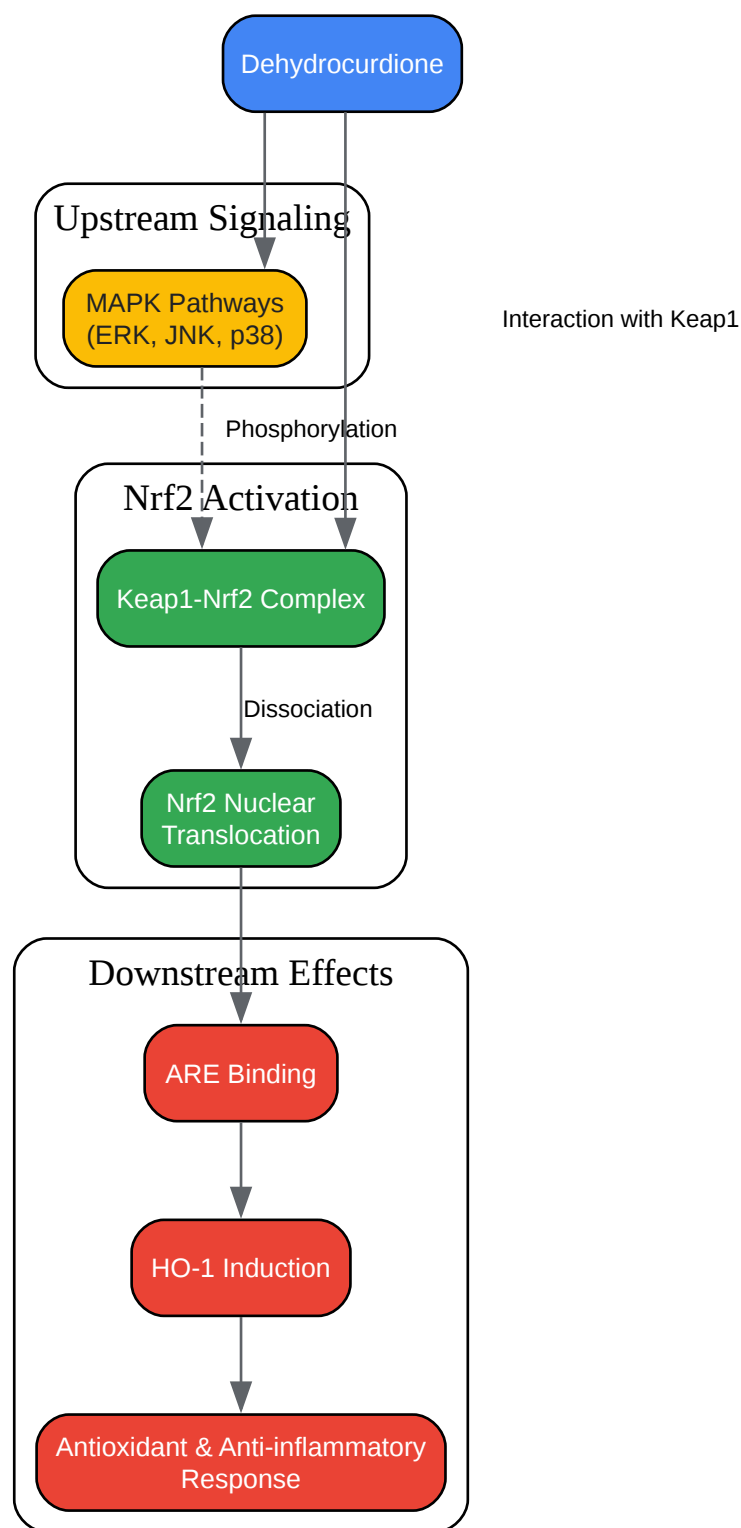 Dehydrocurdione
Upstream Signaling
MAPK Pathways
(ERK, JNK, p38)
Interaction with Keap1
Phosphorylation
Nrf2 Activation
Keap1-Nrf2 Complex
Dissociation
Nrf2 Nuclear
Translocation
Downstream Effects
ARE Binding
HO-1 Induction
Antioxidant & Anti-inflammatory
Response